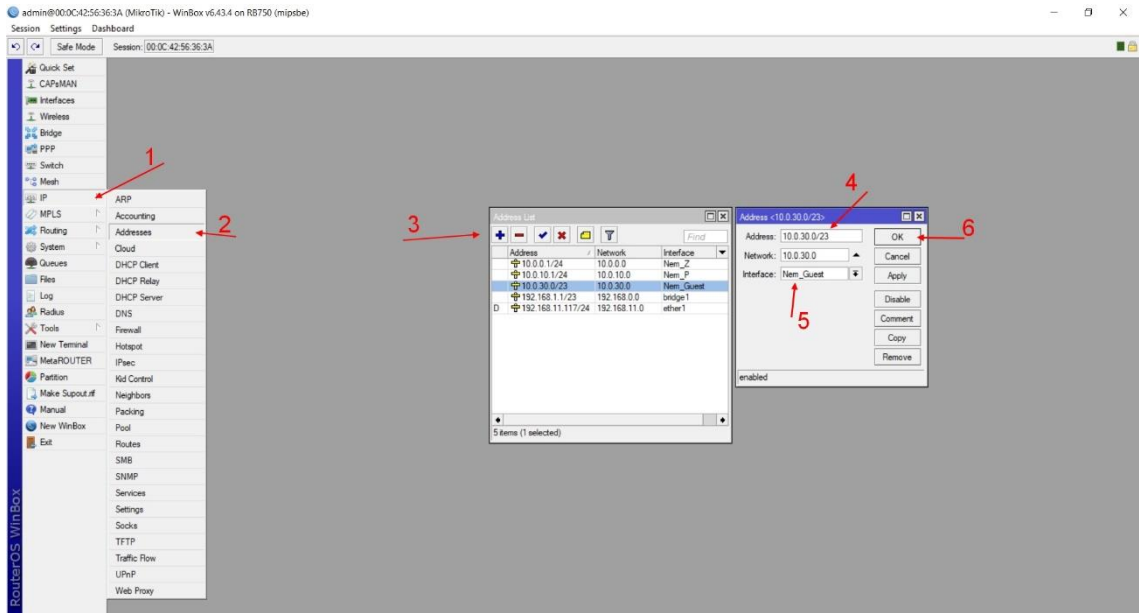 admin@00:0C:42:56:36:3A (MikroTik) - WinBox v6.43.4 on RB750 (mipsbe)
Session Settings Dashboard
Safe Mode Session: 00:0C:42:56:36:3A
Quick Set
CAPsMAN
Interfaces
Wireless
Bridge
PPP
Switch
Mesh
IP
MPLS
Routing
System
Queues
Files
Log
Radius
Tools
New Terminal
MetaROUTER
Partition
Make Supout.rif
Manual
New WinBox
Exit
RouterOS WinBox
1
ARP
Accounting
Addresses
Cloud
DHCP Client
DHCP Relay
DHCP Server
DNS
Firewall
Hotspot
IPsec
Kid Control
Neighbors
Packing
Pool
Routes
SMB
SNMP
Services
Settings
Socks
TFTP
Traffic Flow
UPnP
Web Proxy
2
3
Address List
Find
Address Network Interface
10.0.0.1/24 10.0.0.0 Nem_Z
10.0.10.1/24 10.0.10.0 Nem_P
10.0.30.0/23 10.0.30.0 Nem_Guest
192.168.1.1/23 192.168.0.0 bridge1
D 192.168.11.117/24 192.168.11.0 ether1
5 items (1 selected)
4
Address <10.0.30.0/23>
Address: 10.0.30.0/23 OK
6
Network: 10.0.30.0 Cancel
Interface: Nem_Guest Apply
5
Disable
Comment
Copy
Remove
enabled